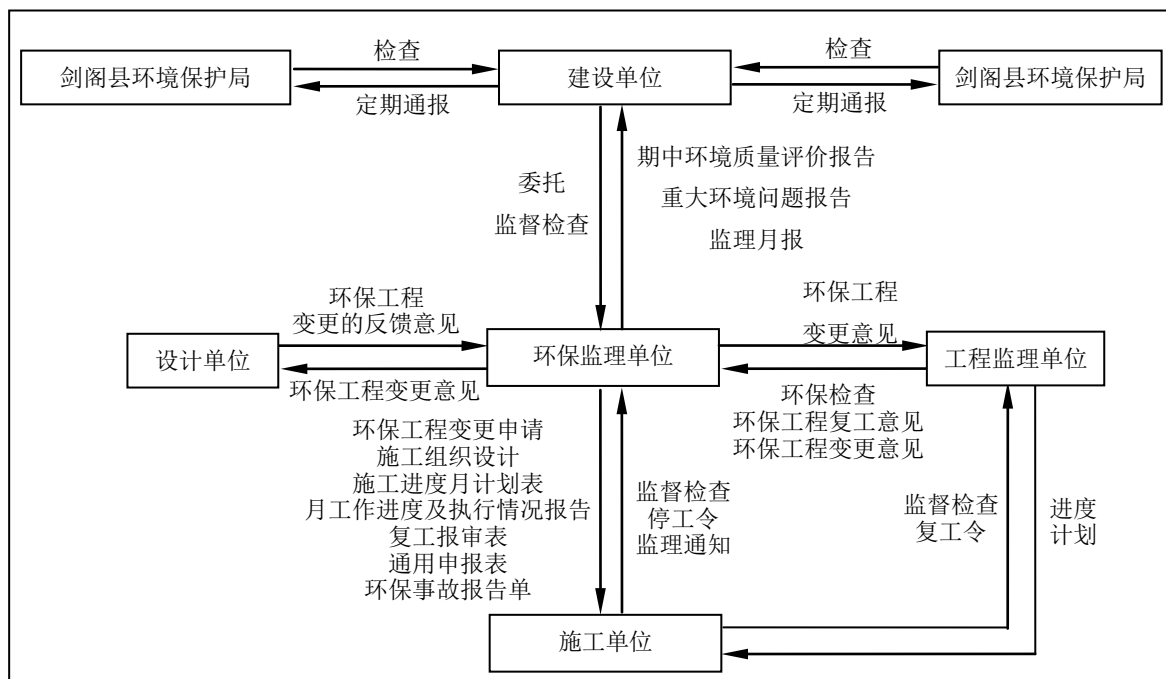 检查
检查
剑阁县环境保护局
建设单位
剑阁县环境保护局
定期通报
定期通报
期中环境质量评价报告
委托
重大环境问题报告
监督检查
监理月报
环保工程
变更的反馈意见
环保工程
变更意见
设计单位
环保监理单位
工程监理单位
环保工程变更意见
环保检查
环保工程复工意见
环保工程变更意见
环保工程变更申请
施工组织设计
施工进度月计划表
月工作进度及执行情况报告
复工报审表
通用申报表
环保事故报告单
监督检查
停工令
监理通知
监督检查
复工令
进度
计划
施工单位